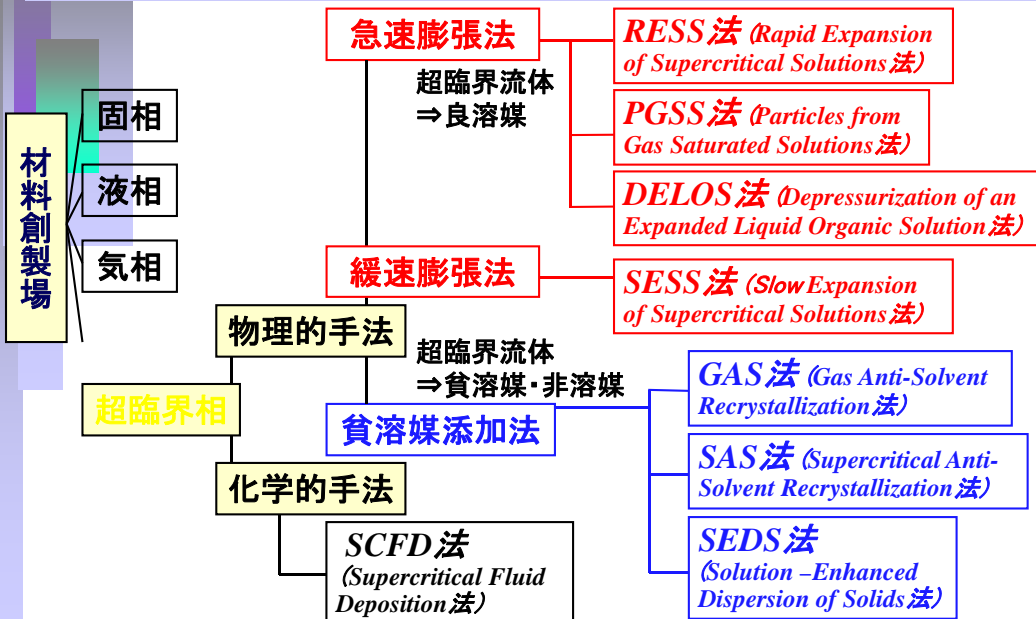 材料創製場
固相
液相
気相
超臨界相
物理的手法
化学的手法
急速膨張法
超臨界流体
⇒良溶媒
RESS法 (Rapid Expansion
of Supercritical Solutions法)
PGSS法 (Particles from
Gas Saturated Solutions法)
DELOS法 (Depressurization of an
Expanded Liquid Organic Solution法)
緩速膨張法
SESS法 (Slow Expansion
of Supercritical Solutions法)
超臨界流体
⇒貧溶媒・非溶媒
貧溶媒添加法
GAS法 (Gas Anti-Solvent
Recrystallization法)
SAS法 (Supercritical Anti-
Solvent Recrystallization法)
SEDS法
(Solution –Enhanced
Dispersion of Solids法)
SCFD法
(Supercritical Fluid
Deposition法)